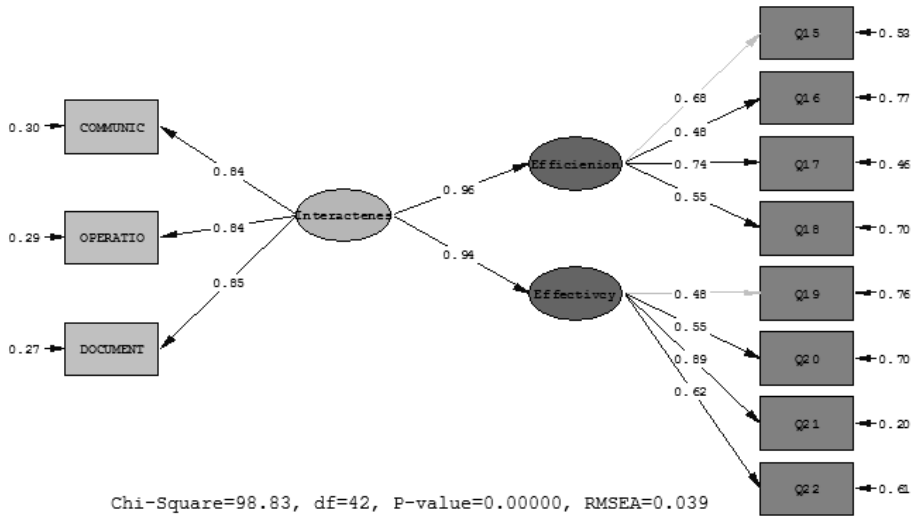 0.30
COMMUNIC
0.84
0.29
OPERATIO
0.84
0.27
DOCUMENT
0.85
Interactenes
0.96
0.94
Efficienion
Effectivcy
0.68
0.48
0.74
0.55
0.48
0.55
0.89
0.62
Q15
0.53
Q16
0.77
Q17
0.46
Q18
0.70
Q19
0.76
Q20
0.70
Q21
0.20
Q22
0.61
Chi-Square=98.83, df=42, P-value=0.00000, RMSEA=0.039